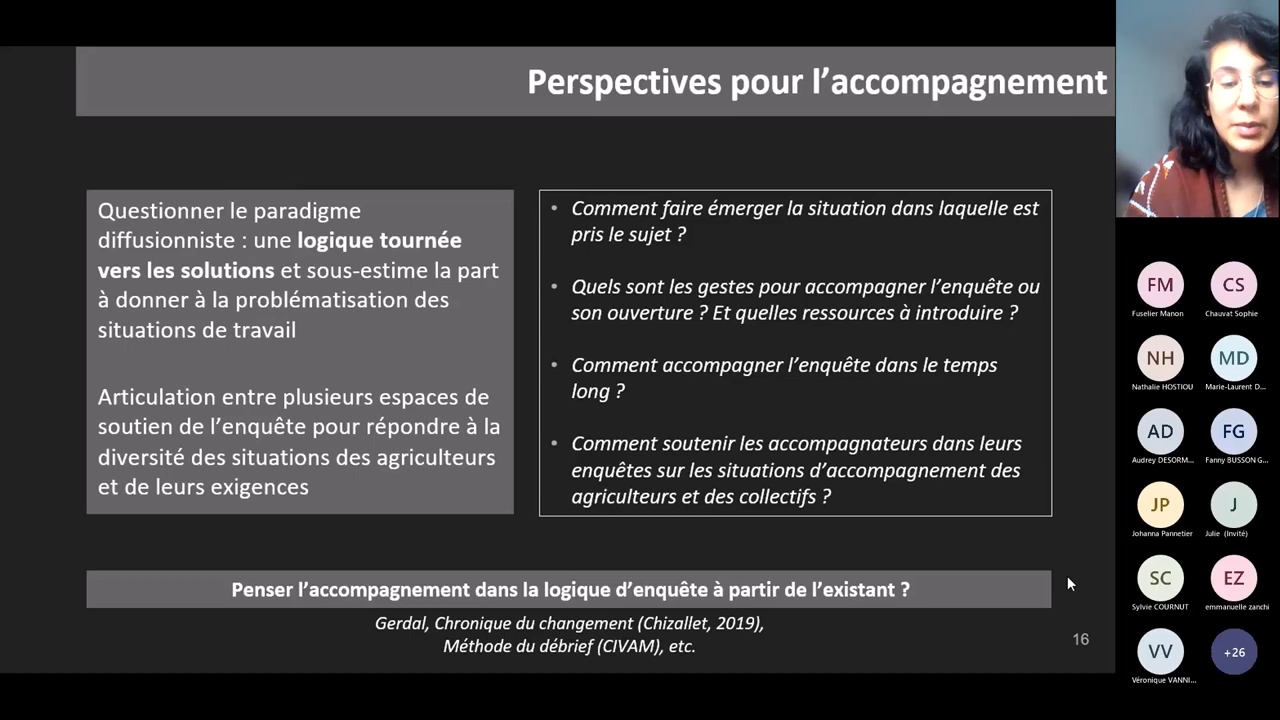 Perspectives pour l’accompagnement
Questionner le paradigme
diffusionniste : une logique tournée
vers les solutions et sous-estime la part
à donner à la problématisation des
situations de travail
Articulation entre plusieurs espaces de
soutien de l’enquête pour répondre à la
diversité des situations des agriculteurs
et de leurs exigences
• Comment faire émerger la situation dans laquelle est
pris le sujet ?
• Quels sont les gestes pour accompagner l’enquête ou
son ouverture ? Et quelles ressources à introduire ?
• Comment accompagner l’enquête dans le temps
long ?
• Comment soutenir les accompagnateurs dans leurs
enquêtes sur les situations d’accompagnement des
agriculteurs et des collectifs ?
Penser l’accompagnement dans la logique d’enquête à partir de l’existant ?
Gerdal, Chronique du changement (Chizallet, 2019),
Méthode du débrief (CIVAM), etc.
16
FM CS
Fuselier Manon Chauvat Sophie
NH MD
Nathalie HOSTIOU Marie-Laurent D...
AD FG
Audrey DESORM... Fanny BUSSON G...
JP J
Johanna Pannetier Julie (Invité)
SC EZ
Sylvie COURNUT emmanuelle zanchi
VV +26
Véronique VANNI...